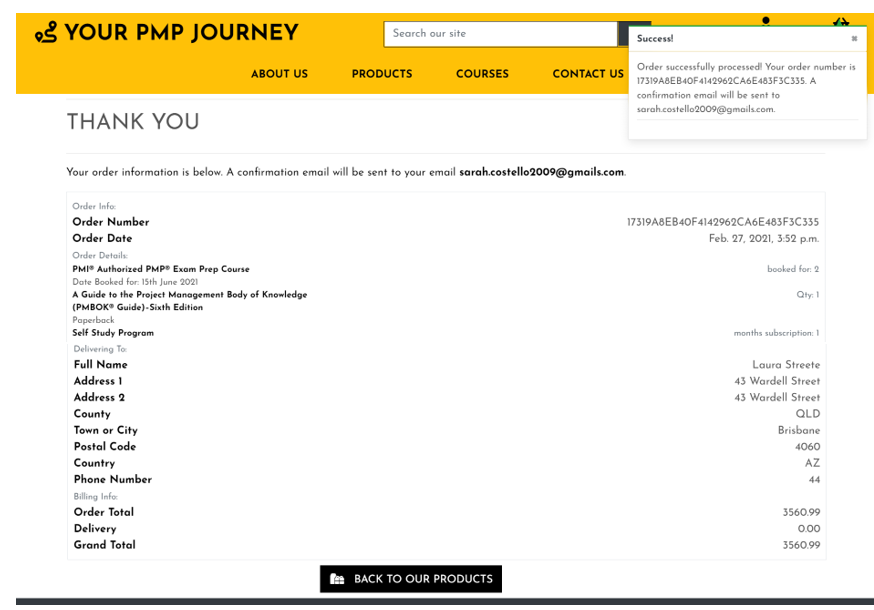 YOUR PMP JOURNEY
Search our site
ABOUT US PRODUCTS COURSES CONTACT US
Success!
Order successfully processed! Your order number is
17319A8EB40F4142962CA6E483F3C335. A
confirmation email will be sent to
sarah.costello2009@gmails.com.
THANK YOU
Your order information is below. A confirmation email will be sent to your email sarah.costello2009@gmails.com.
Order Info:
Order Number 17319A8EB40F4142962CA6E483F3C335
Order Date Feb. 27, 2021, 3:52 p.m.
Order Details:
PMI® Authorized PMP® Exam Prep Course booked for: 2
Date Booked for: 15th June 2021
A Guide to the Project Management Body of Knowledge Qty: 1
(PMBOK® Guide)–Sixth Edition
Paperback
Self Study Program months subscription: 1
Delivering To:
Full Name Laura Streete
Address 1 43 Wardell Street
Address 2 43 Wardell Street
County QLD
Town or City Brisbane
Postal Code 4060
Country AZ
Phone Number 44
Billing Info:
Order Total 3560.99
Delivery 0.00
Grand Total 3560.99
BACK TO OUR PRODUCTS